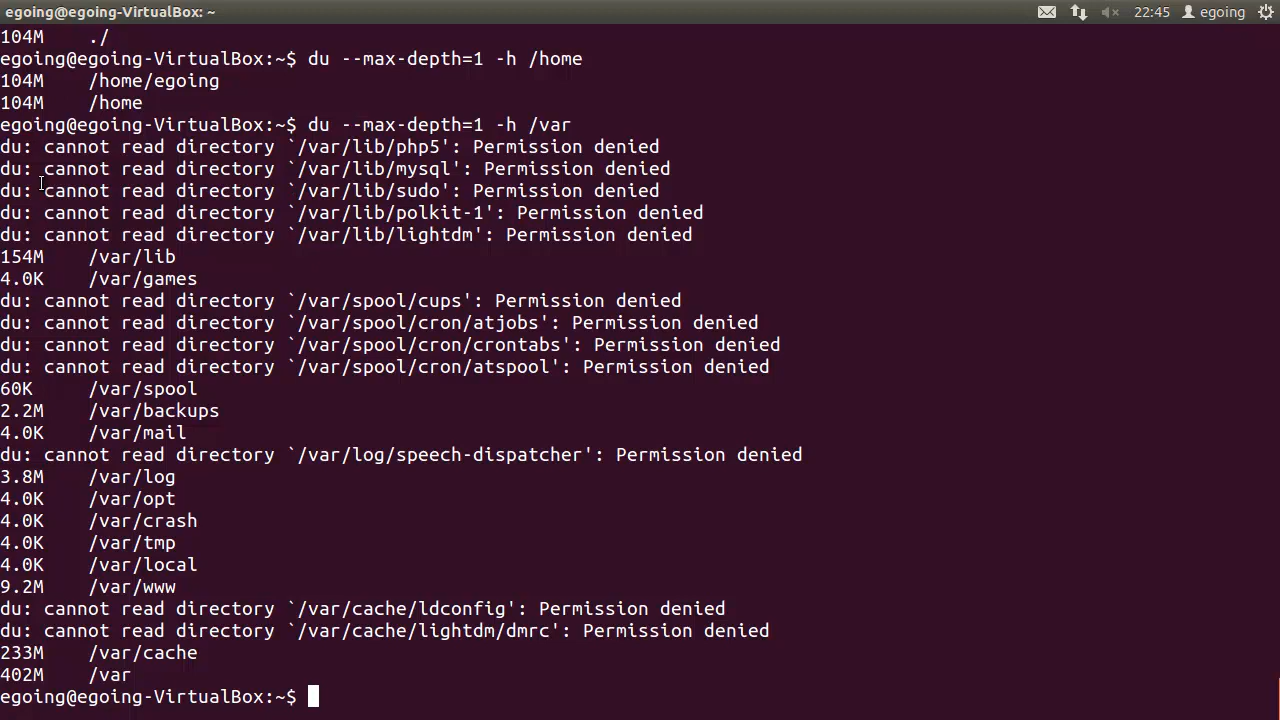 egoing@egoing-VirtualBox: ~ 22:45 egoing
104M    ./
egoing@egoing-VirtualBox:~$ du --max-depth=1 -h /home
104M    /home/egoing
104M    /home
egoing@egoing-VirtualBox:~$ du --max-depth=1 -h /var
du: cannot read directory `/var/lib/php5': Permission denied
du: cannot read directory `/var/lib/mysql': Permission denied
du: cannot read directory `/var/lib/sudo': Permission denied
du: cannot read directory `/var/lib/polkit-1': Permission denied
du: cannot read directory `/var/lib/lightdm': Permission denied
154M    /var/lib
4.0K    /var/games
du: cannot read directory `/var/spool/cups': Permission denied
du: cannot read directory `/var/spool/cron/atjobs': Permission denied
du: cannot read directory `/var/spool/cron/crontabs': Permission denied
du: cannot read directory `/var/spool/cron/atspool': Permission denied
60K     /var/spool
2.2M    /var/backups
4.0K    /var/mail
du: cannot read directory `/var/log/speech-dispatcher': Permission denied
3.8M    /var/log
4.0K    /var/opt
4.0K    /var/crash
4.0K    /var/tmp
4.0K    /var/local
9.2M    /var/www
du: cannot read directory `/var/cache/ldconfig': Permission denied
du: cannot read directory `/var/cache/lightdm/dmrc': Permission denied
233M    /var/cache
402M    /var
egoing@egoing-VirtualBox:~$